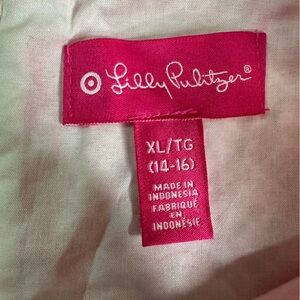 Lilly Pulitzer®
XL/TG
(14-16)
MADE IN
INDONESIA
FABRIQUÉ
EN
INDONÉSIE